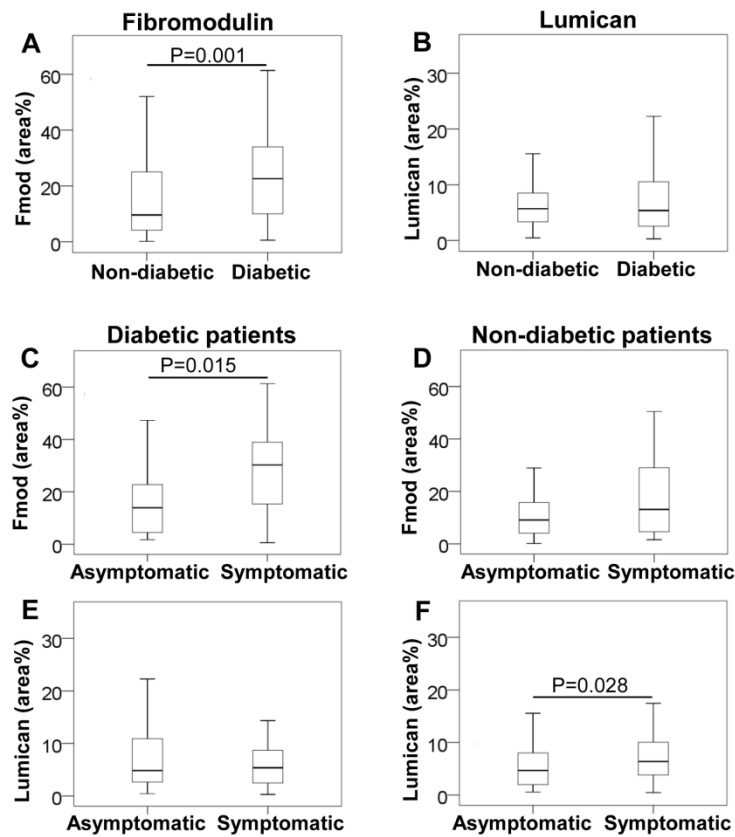 A
Fibromodulin
P=0.001
Fmod (area%)
60
40
20
0
Non-diabetic
Diabetic
B
Lumican
Lumican (area%)
30
20
10
0
Non-diabetic
Diabetic
C
Diabetic patients
P=0.015
Fmod (area%)
60
40
20
0
Asymptomatic
Symptomatic
D
Non-diabetic patients
Fmod (area%)
60
40
20
0
Asymptomatic
Symptomatic
E
Lumican (area%)
30
20
10
0
Asymptomatic
Symptomatic
F
P=0.028
Lumican (area%)
30
20
10
0
Asymptomatic
Symptomatic